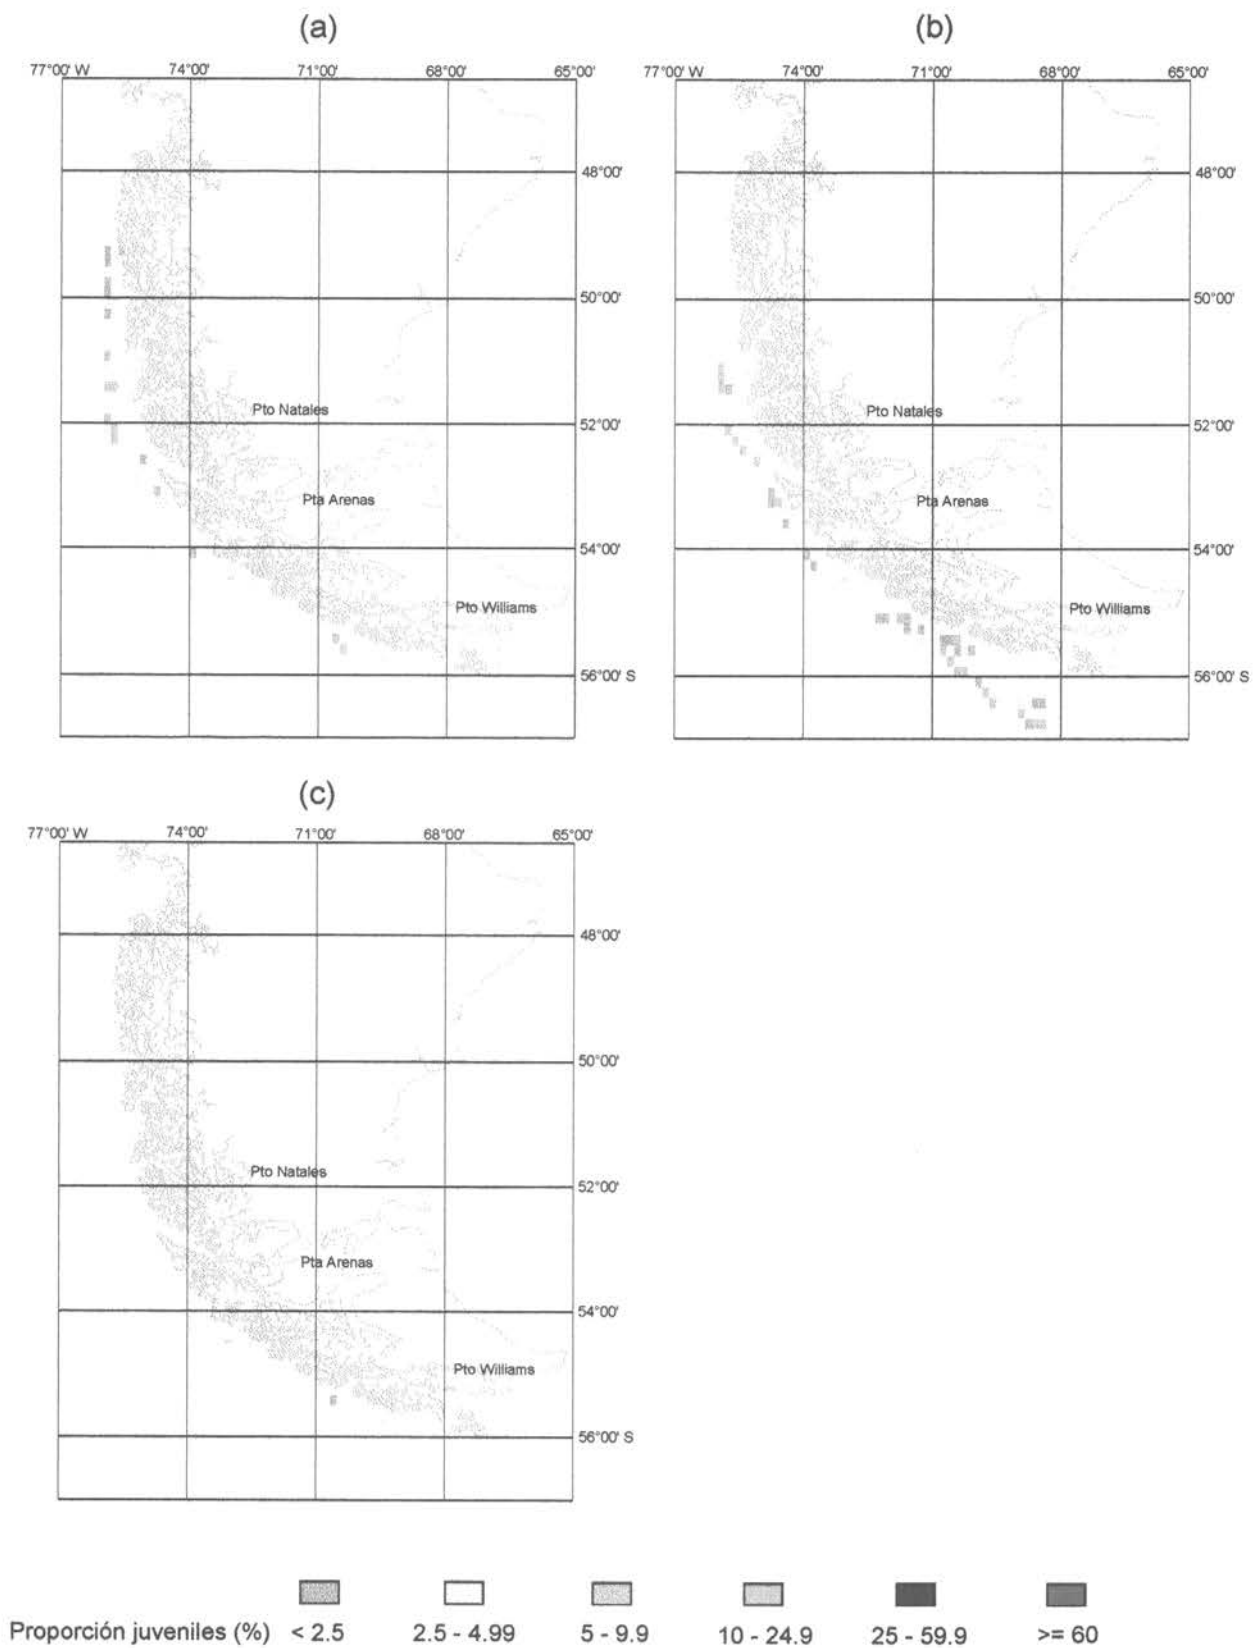 (a)
77°00' W 74°00' 71°00' 68°00' 65°00'
48°00'
50°00'
Pto Natales
52°00'
Pta Arenas
54°00'
Pto Williams
56°00' S
(b)
77°00' W 74°00' 71°00' 68°00' 65°00'
48°00'
50°00'
Pto Natales
52°00'
Pta Arenas
54°00'
Pto Williams
56°00' S
(c)
77°00' W 74°00' 71°00' 68°00' 65°00'
48°00'
50°00'
Pto Natales
52°00'
Pta Arenas
54°00'
Pto Williams
56°00' S
Proporción juveniles (%) < 2.5 2.5 - 4.99 5 - 9.9 10 - 24.9 25 - 59.9 >= 60